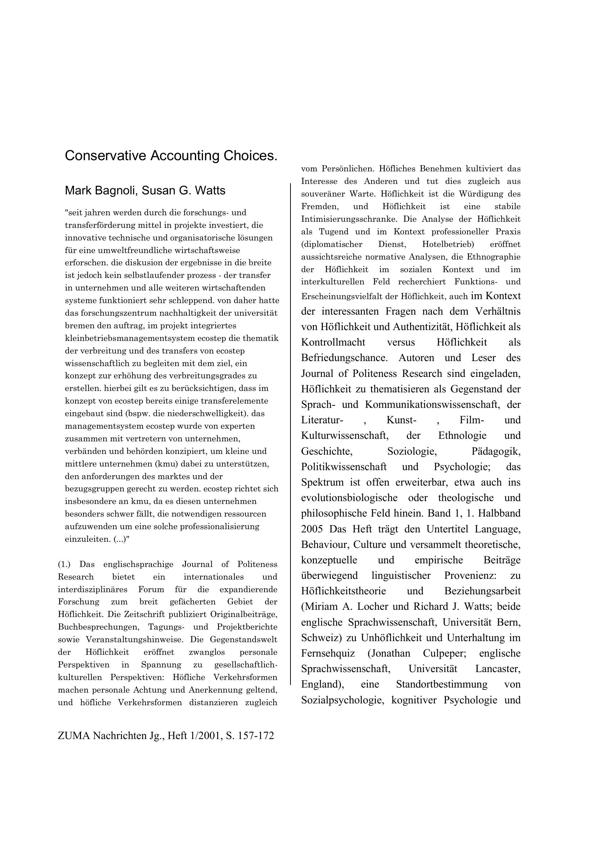 Conservative Accounting Choices.
Mark Bagnoli, Susan G. Watts
"seit jahren werden durch die forschungs- und
transferförderung mittel in projekte investiert, die
innovative technische und organisatorische lösungen
für eine umweltfreundliche wirtschaftsweise
erforschen. die diskussion der ergebnisse in die breite
ist jedoch kein selbstlaufender prozess - der transfer
in unternehmen und alle weiteren wirtschaftenden
systeme funktioniert sehr schleppend. von daher hatte
das forschungszentrum nachhaltigkeit der universität
bremen den auftrag, im projekt integriertes
kleinbetriebsmanagementsystem ecostep die thematik
der verbreitung und des transfers von ecostep
wissenschaftlich zu begleiten mit dem ziel, ein
konzept zur erhöhung des verbreitungsgrades zu
erstellen. hierbei gilt es zu berücksichtigen, dass im
konzept von ecostep bereits einige transferelemente
eingebaut sind (bspw. die niederschwelligkeit). das
managementsystem ecostep wurde von experten
zusammen mit vertretern von unternehmen,
verbänden und behörden konzipiert, um kleine und
mittlere unternehmen (kmu) dabei zu unterstützen,
den anforderungen des marktes und der
bezugsgruppen gerecht zu werden. ecostep richtet sich
insbesondere an kmu, da es diesen unternehmen
besonders schwer fällt, die notwendigen ressourcen
aufzuwenden um eine solche professionalisierung
einzuleiten. (...)"
(1.) Das englischsprachige Journal of Politeness
Research bietet ein internationales und
interdisziplinäres Forum für die expandierende
Forschung zum breit gefächerten Gebiet der
Höflichkeit. Die Zeitschrift publiziert Originalbeiträge,
Buchbesprechungen, Tagungs- und Projektberichte
sowie Veranstaltungshinweise. Die Gegenstandswelt
der Höflichkeit eröffnet zwanglos personale
Perspektiven in Spannung zu gesellschaftlich-
kulturellen Perspektiven: Höfliche Verkehrsformen
machen personale Achtung und Anerkennung geltend,
und höfliche Verkehrsformen distanzieren zugleich
vom Persönlichen. Höfliches Benehmen kultiviert das
Interesse des Anderen und tut dies zugleich aus
souveräner Warte. Höflichkeit ist die Würdigung des
Fremden, und Höflichkeit ist eine stabile
Intimisierungsschranke. Die Analyse der Höflichkeit
als Tugend und im Kontext professioneller Praxis
(diplomatischer Dienst, Hotelbetrieb) eröffnet
aussichtsreiche normative Analysen, die Ethnographie
der Höflichkeit im sozialen Kontext und im
interkulturellen Feld recherchiert Funktions- und
Erscheinungsvielfalt der Höflichkeit, auch im Kontext
der interessanten Fragen nach dem Verhältnis
von Höflichkeit und Authentizität, Höflichkeit als
Kontrollmacht versus Höflichkeit als
Befriedungschance. Autoren und Leser des
Journal of Politeness Research sind eingeladen,
Höflichkeit zu thematisieren als Gegenstand der
Sprach- und Kommunikationswissenschaft, der
Literatur- , Kunst- , Film- und
Kulturwissenschaft, der Ethnologie und
Geschichte, Soziologie, Pädagogik,
Politikwissenschaft und Psychologie; das
Spektrum ist offen erweiterbar, etwa auch ins
evolutionsbiologische oder theologische und
philosophische Feld hinein. Band 1, 1. Halbband
2005 Das Heft trägt den Untertitel Language,
Behaviour, Culture und versammelt theoretische,
konzeptuelle und empirische Beiträge
überwiegend linguistischer Provenienz: zu
Höflichkeitstheorie und Beziehungsarbeit
(Miriam A. Locher und Richard J. Watts; beide
englische Sprachwissenschaft, Universität Bern,
Schweiz) zu Unhöflichkeit und Unterhaltung im
Fernsehquiz (Jonathan Culpeper; englische
Sprachwissenschaft, Universität Lancaster,
England), eine Standortbestimmung von
Sozialpsychologie, kognitiver Psychologie und
ZUMA Nachrichten Jg., Heft 1/2001, S. 157-172